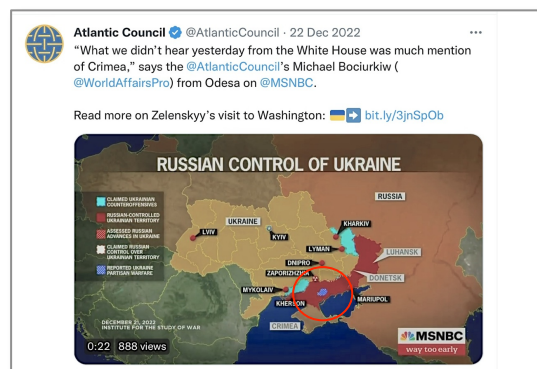 Atlantic Council @AtlanticCouncil · 22 Dec 2022
“What we didn’t hear yesterday from the White House was much mention
of Crimea,” says the @AtlanticCouncil’s Michael Bociurkiw (
@WorldAffairsPro) from Odesa on @MSNBC.
Read more on Zelenskyy’s visit to Washington: 🇺🇦➡️ bit.ly/3jnSpOb
RUSSIAN CONTROL OF UKRAINE
CLAIMED UKRAINIAN
COUNTEROFFENSIVES
RUSSIAN-CONTROLLED
UKRAINIAN TERRITORY
ASSESSED RUSSIAN
ADVANCES IN UKRAINE
CLAIMED RUSSIAN
CONTROL OVER
UKRAINIAN TERRITORY
REPORTED UKRAINE
PARTISAN WARFARE
RUSSIA
UKRAINE
KHARKIV
LVIV
KYIV
LYMAN
LUHANSK
DNIPRO
ZAPORIZHZHIA
DONETSK
MYKOLAIV
KHERSON
MARIUPOL
CRIMEA
DECEMBER 21, 2022
INSTITUTE FOR THE STUDY OF WAR
MSNBC
way too early
0:22 888 views